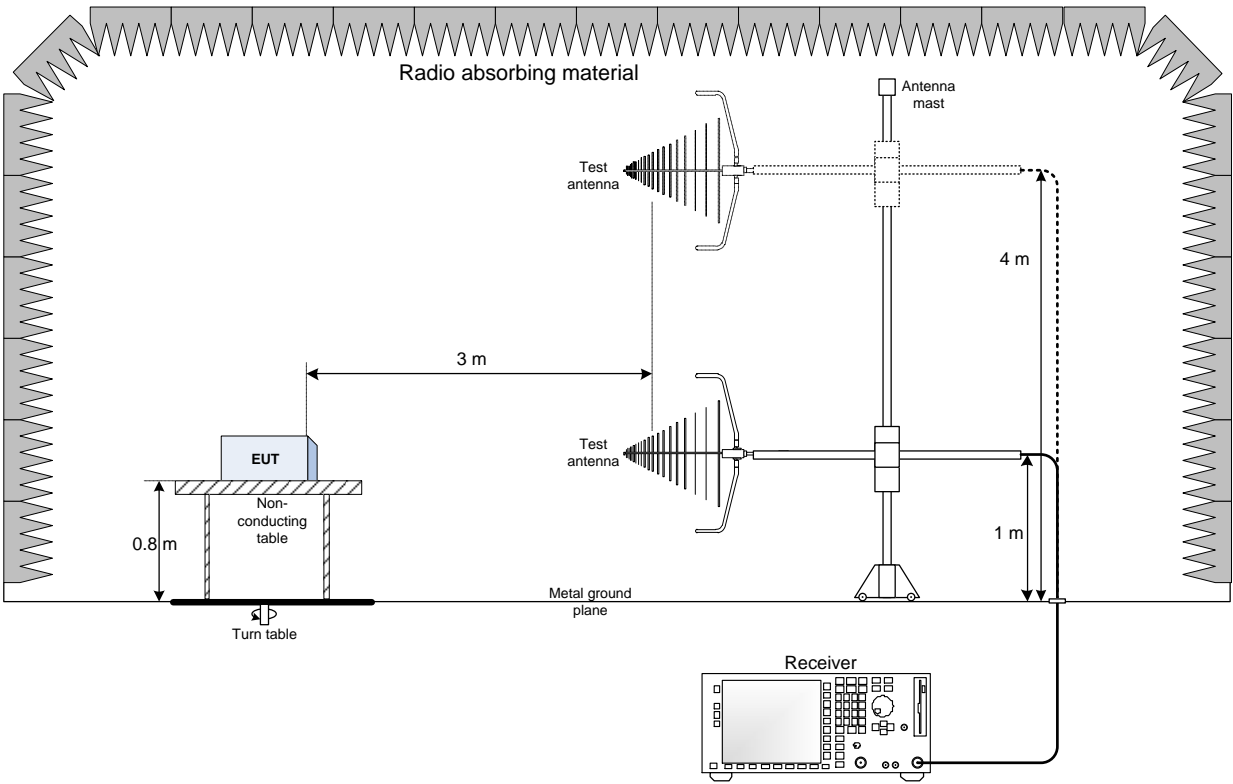 Radio absorbing material
Antenna
mast
Test
antenna
4 m
3 m
Test
antenna
EUT
Non-
conducting
table
0.8 m
1 m
Metal ground
plane
Turn table
Receiver